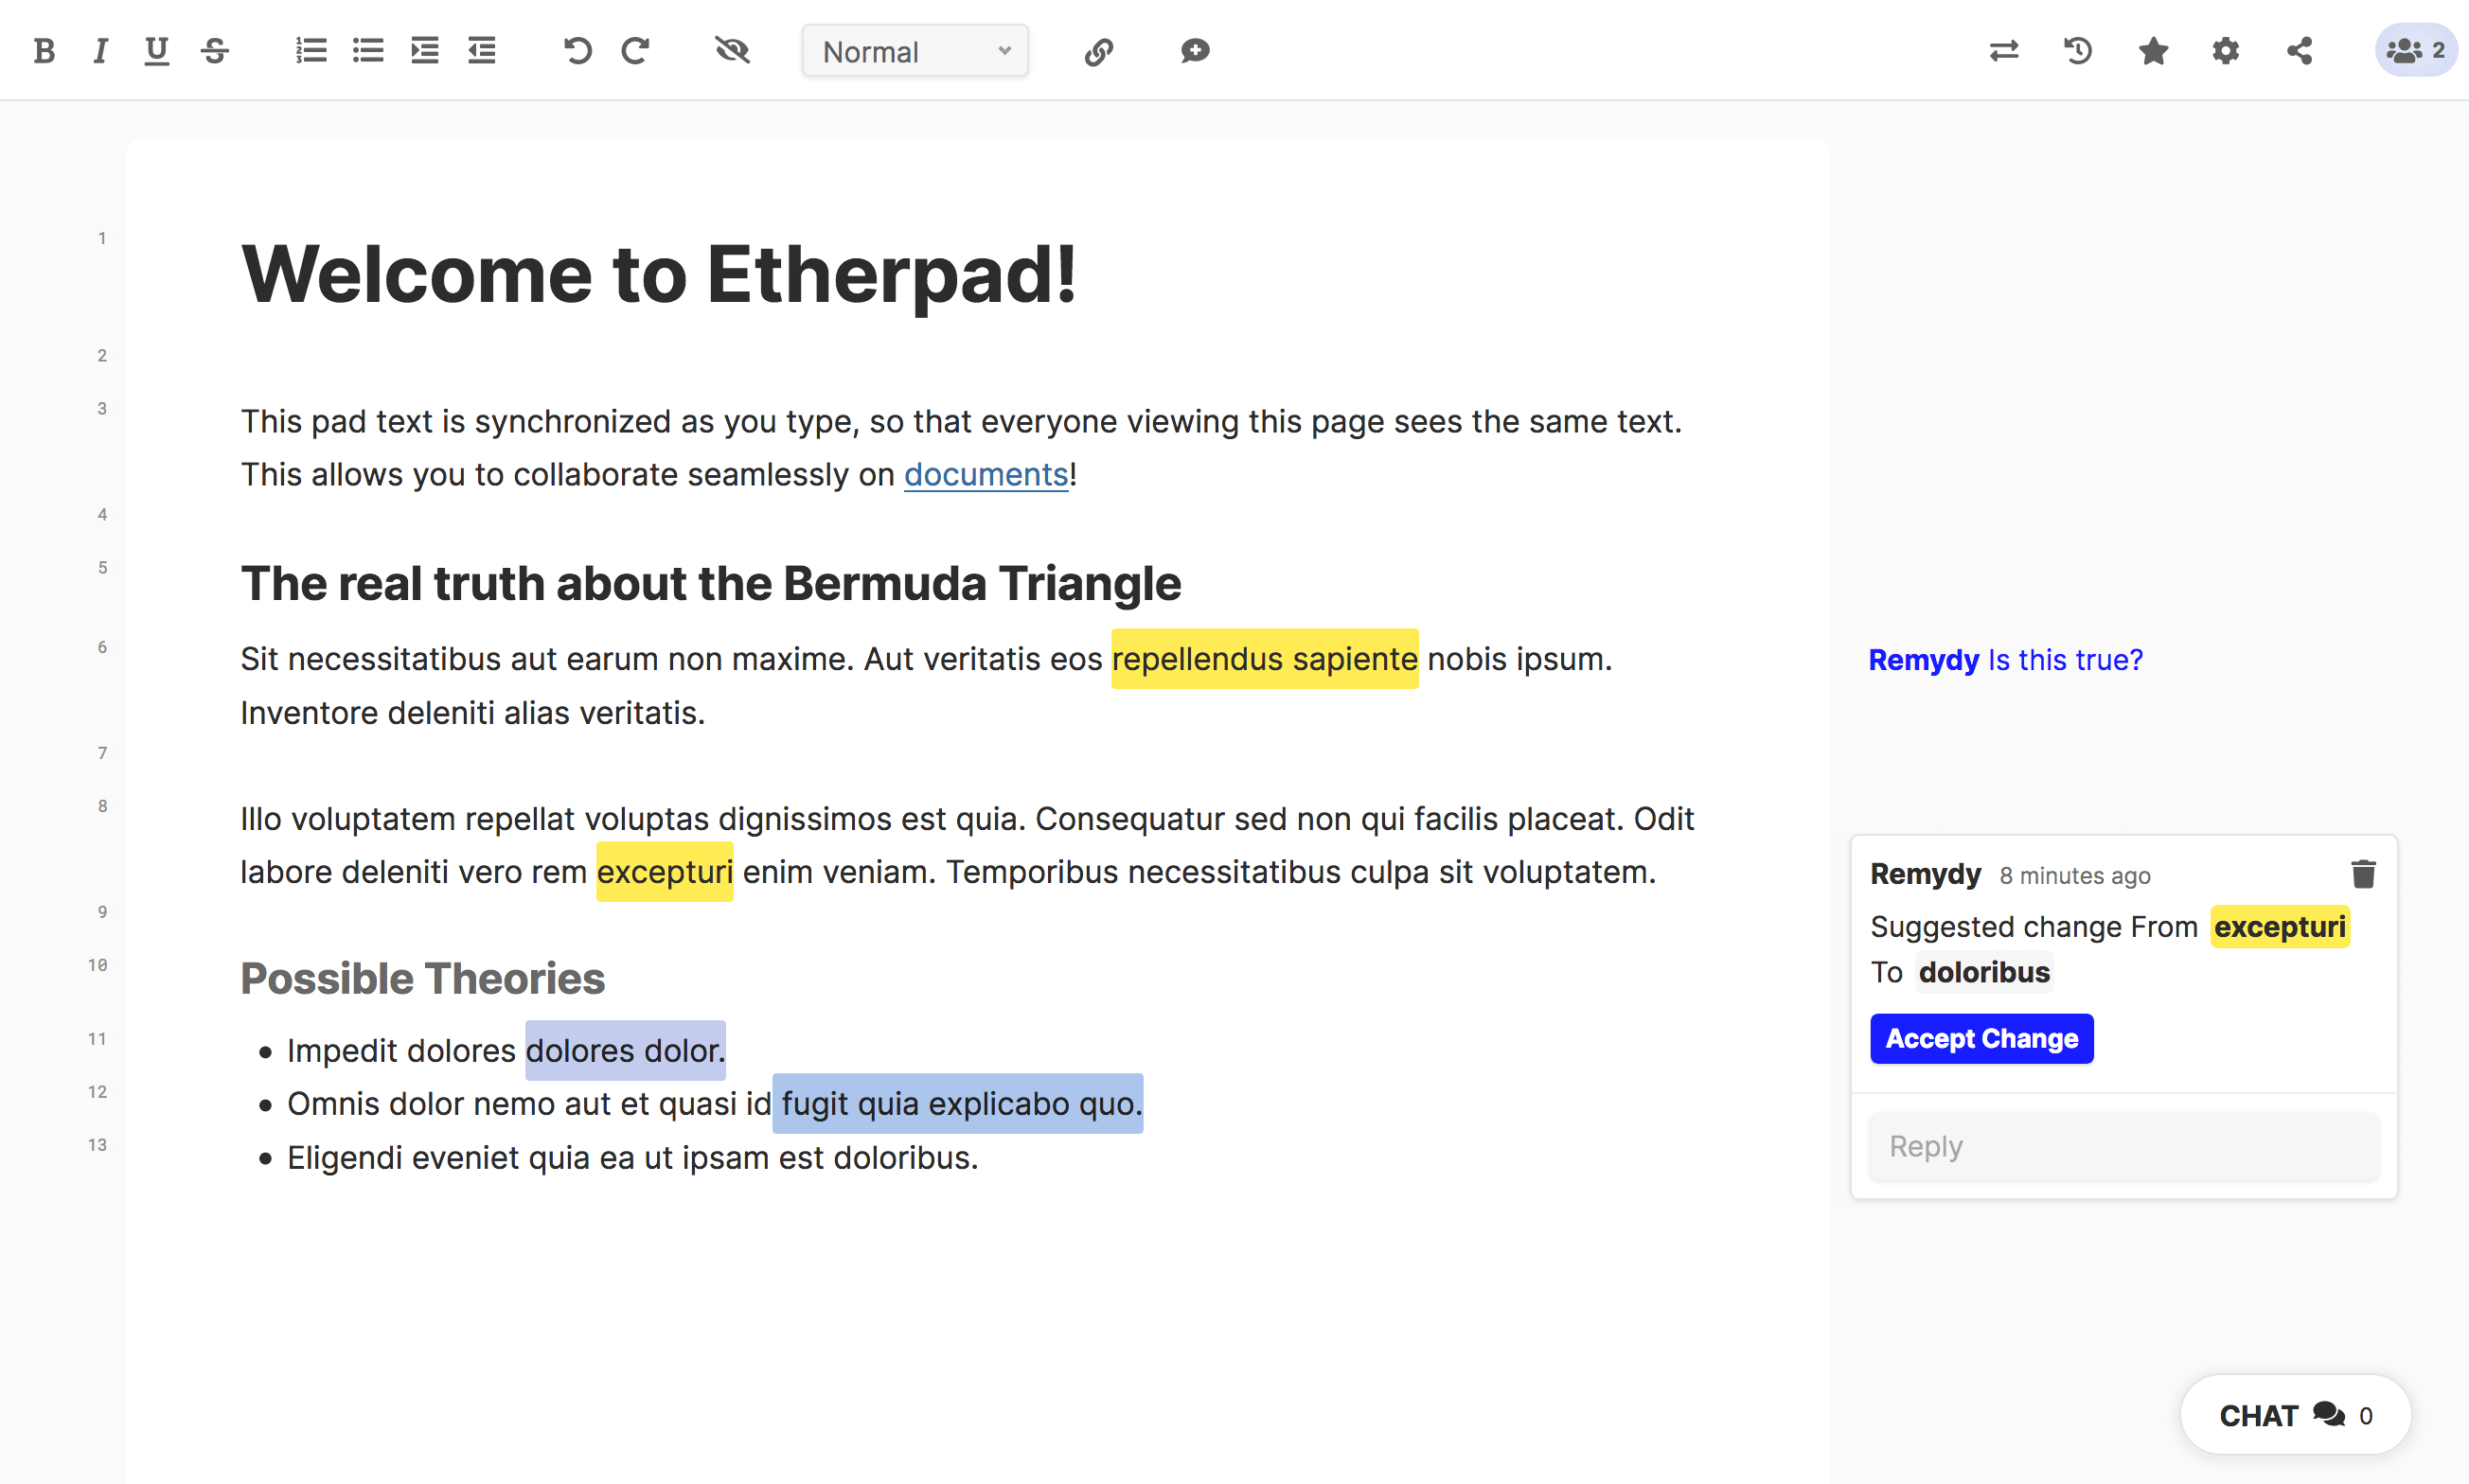 B I U S Normal 2
1 Welcome to Etherpad!
2
3 This pad text is synchronized as you type, so that everyone viewing this page sees the same text.
This allows you to collaborate seamlessly on documents!
4
5 The real truth about the Bermuda Triangle
6 Sit necessitatibus aut earum non maxime. Aut veritatis eos repellendus sapiente nobis ipsum.
Inventore deleniti alias veritatis.
7
8 Illo voluptatem repellat voluptas dignissimos est quia. Consequatur sed non qui facilis placeat. Odit
labore deleniti vero rem excepturi enim veniam. Temporibus necessitatibus culpa sit voluptatem.
9
10 Possible Theories
11 • Impedit dolores dolores dolor.
12 • Omnis dolor nemo aut et quasi id fugit quia explicabo quo.
13 • Eligendi eveniet quia ea ut ipsam est doloribus.
Remydy Is this true?
Remydy 8 minutes ago
Suggested change From excepturi
To doloribus
Accept Change
Reply
CHAT 0